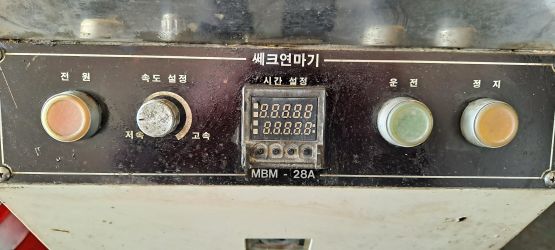 쎄크연마기
전 원
속도 설정
시간 설정
운 전
정 지
저속
고속
MBM - 28A